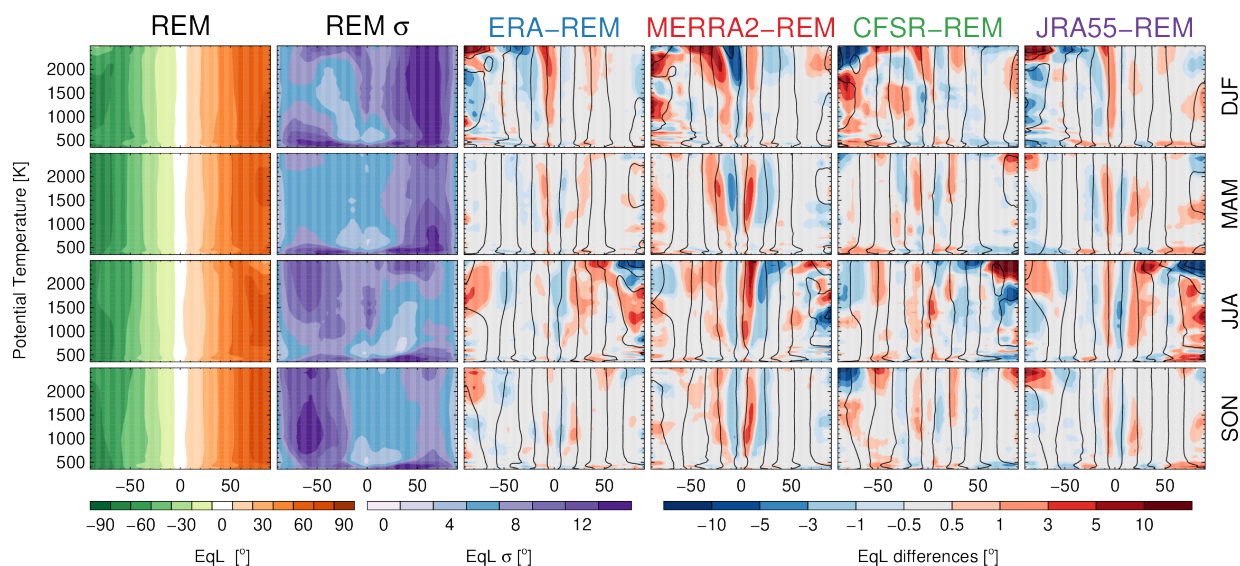 REM REM σ ERA−REM MERRA2−REM CFSR−REM JRA55−REM
2000
1500
1000
500
DJF
2000
1500
1000
500
MAM
Potential Temperature [K]
2000
1500
1000
500
JJA
2000
1500
1000
500
SON
−50 0 50 −50 0 50 −50 0 50 −50 0 50 −50 0 50 −50 0 50
−90 −60 −30 0 30 60 90 0 4 8 12 −10 −5 −3 −1 −0.5 0.5 1 3 5 10
EqL [º] EqL σ [º] EqL differences [º]